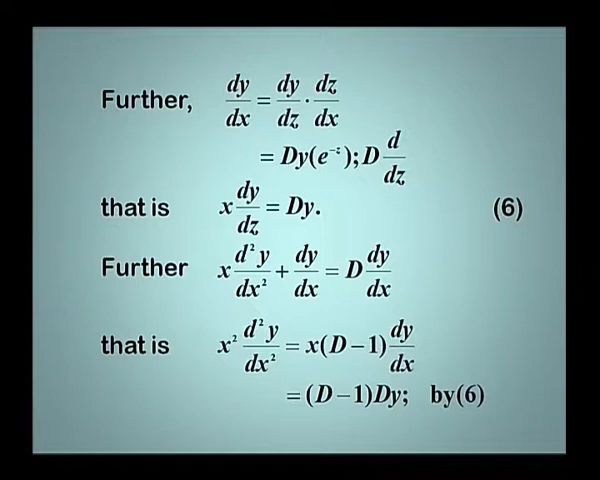 Further, dy/dx = dy/dz · dz/dx
= Dy(e⁻ᶻ); D d/dz
that is x dy/dz = Dy. (6)
Further x d²y/dx² + dy/dx = D dy/dx
that is x² d²y/dx² = x(D−1) dy/dx
= (D−1)Dy; by(6)